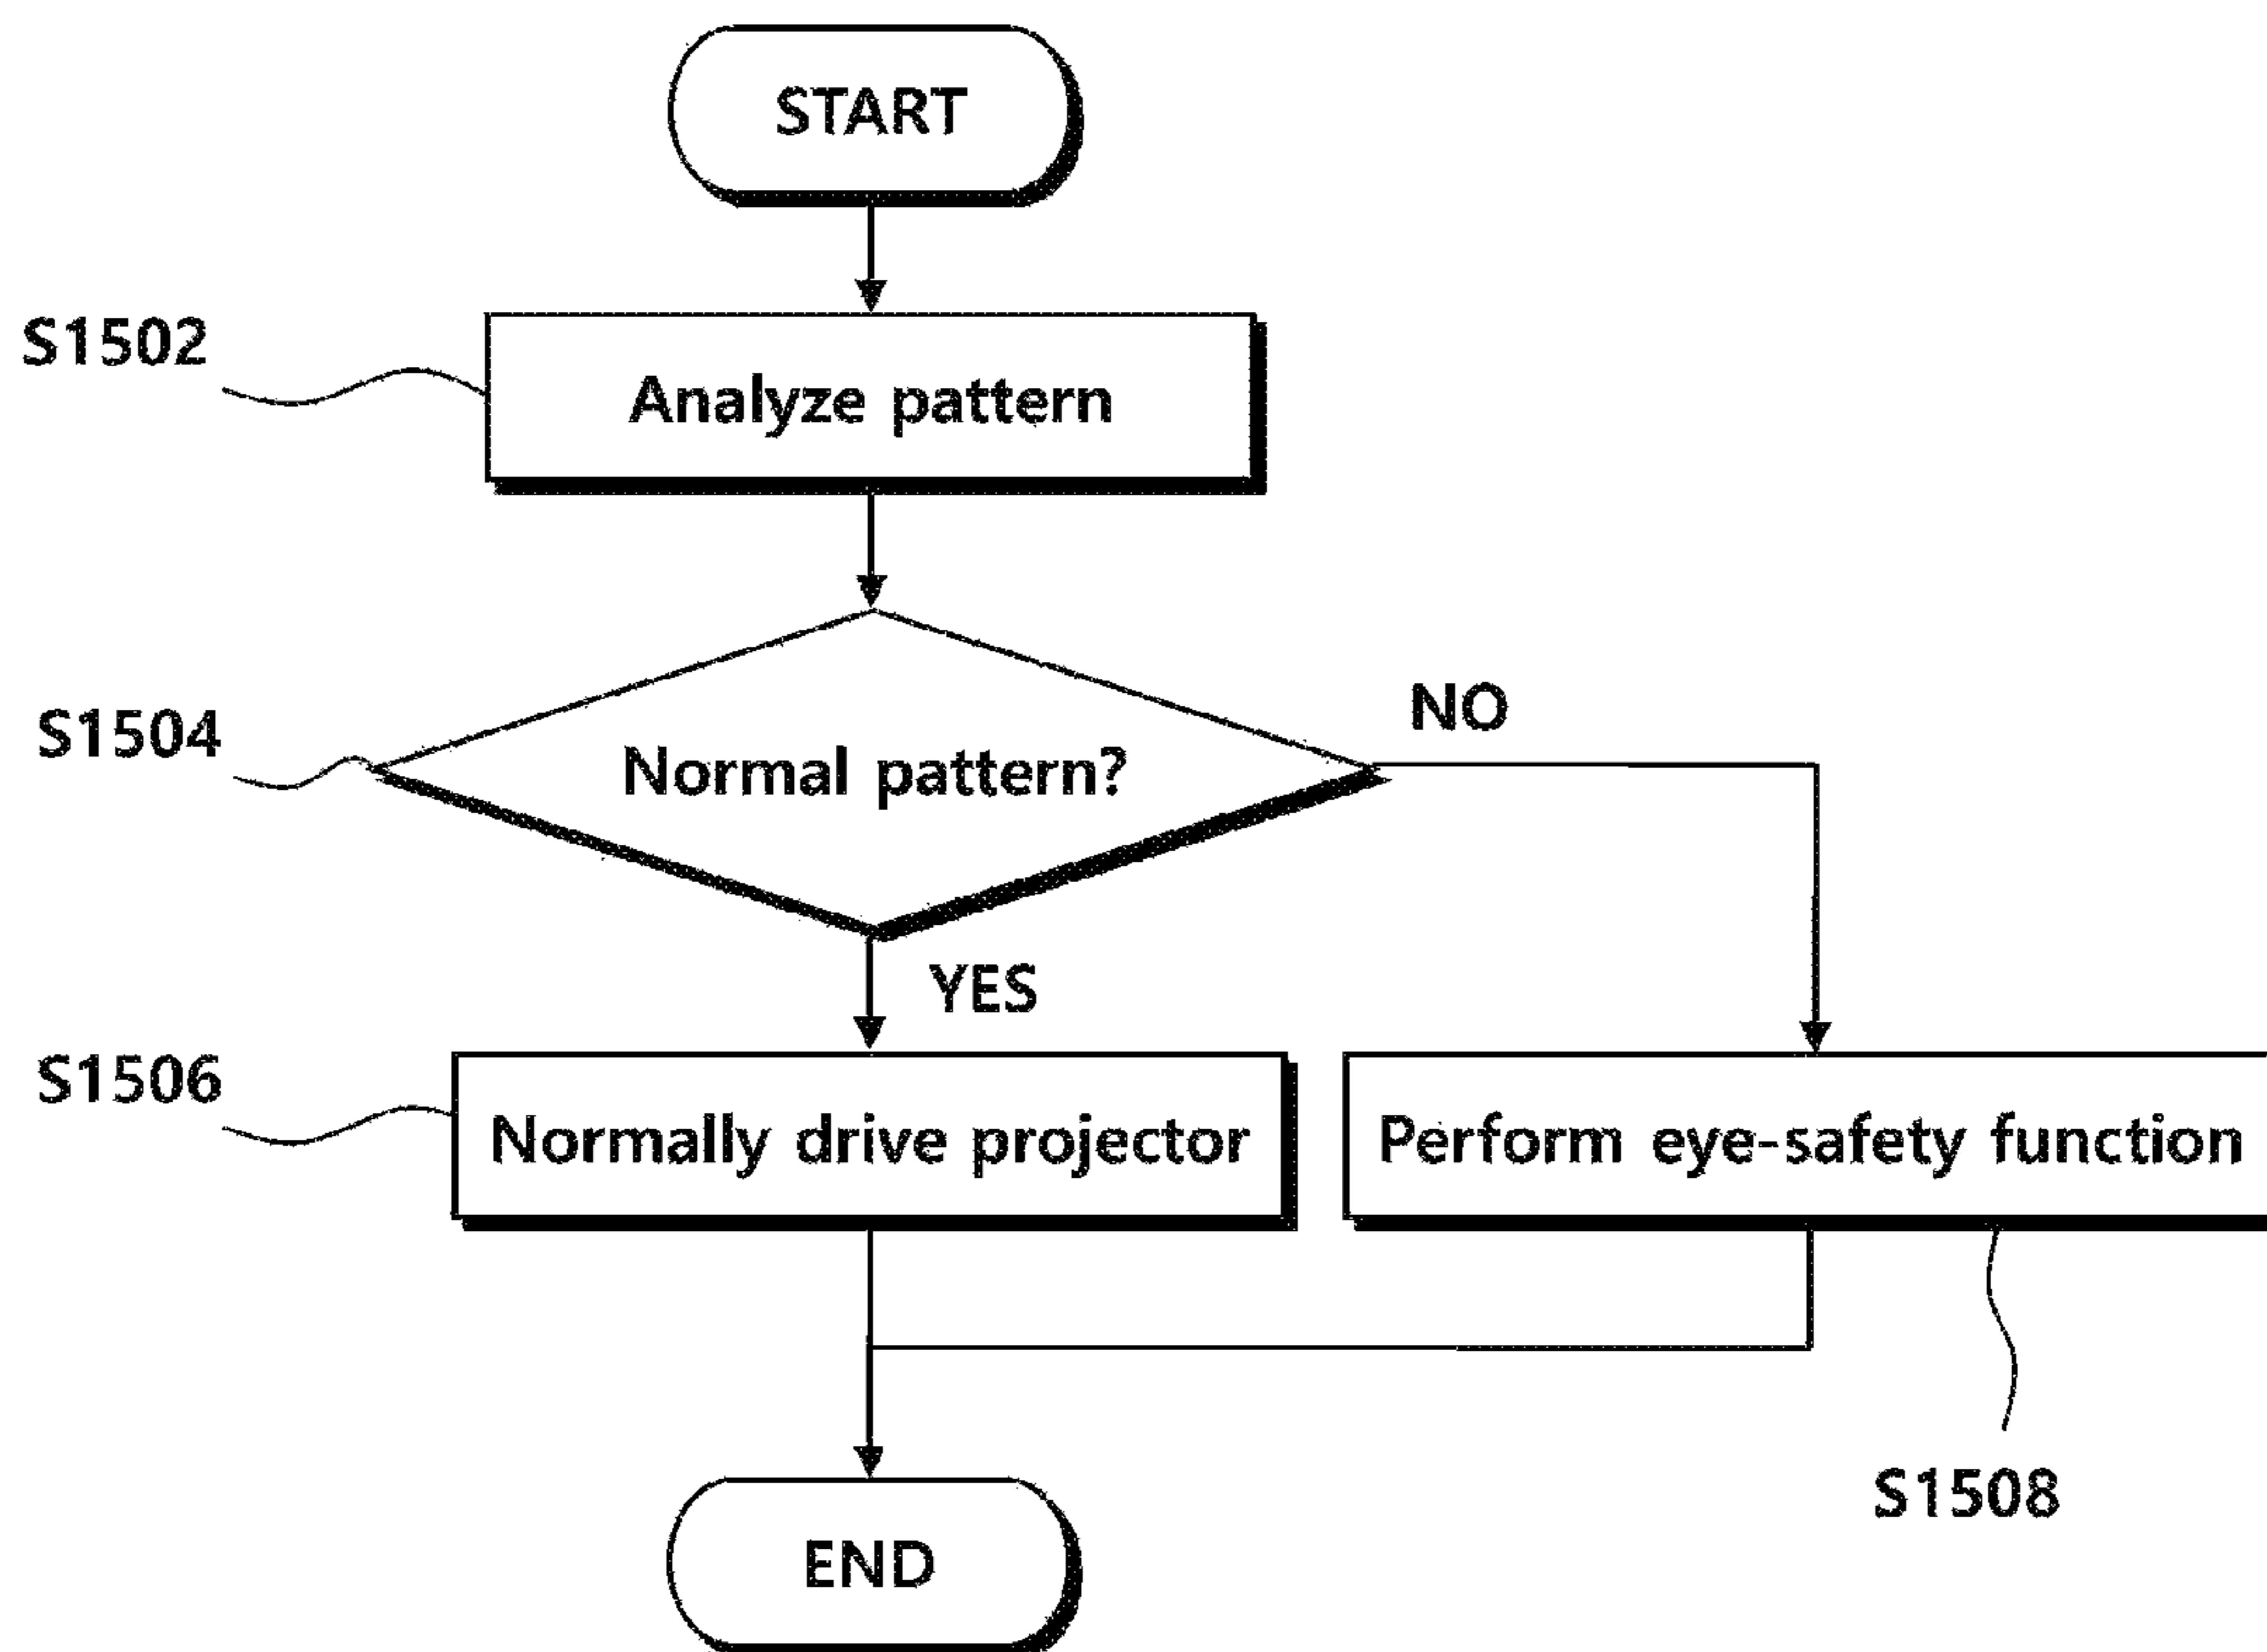 START
S1502
Analyze pattern
S1504
Normal pattern?
NO
YES
S1506
Normally drive projector
Perform eye-safety function
S1508
END